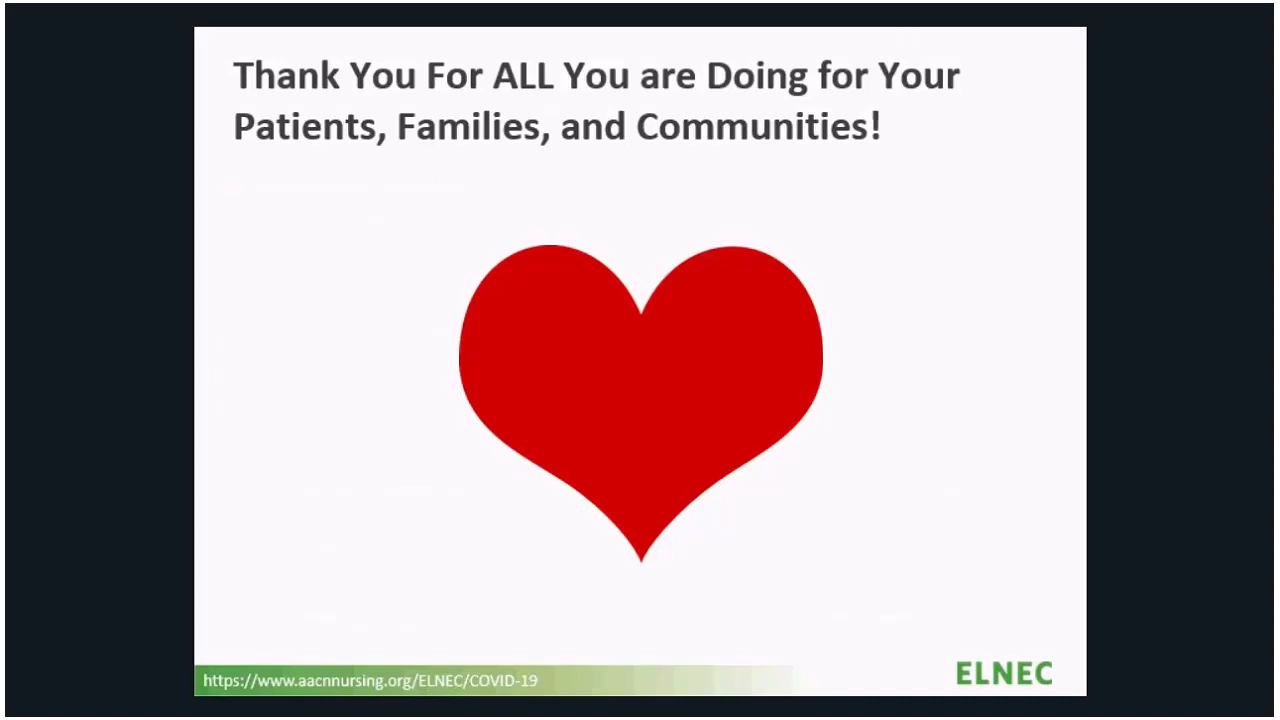 Thank You For ALL You are Doing for Your
Patients, Families, and Communities!
https://www.aacnnursing.org/ELNEC/COVID-19
ELNEC